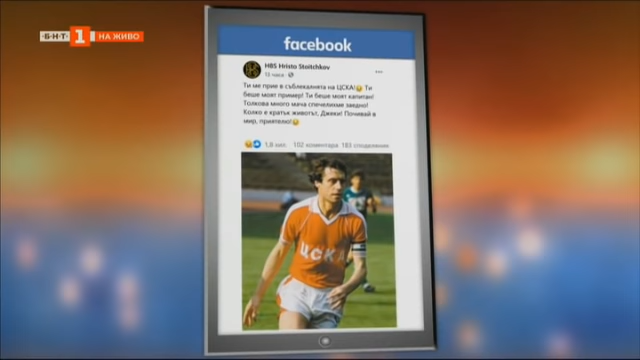 БНТ 1 НА ЖИВО
facebook
HBS Hristo Stoitchkov
10 часа
Ти ме прие в съблекалнята на ЦСКА! Ти
беше моят пример! Ти беше моят капитан!
Толкова много мача спечелихме заедно!
Колко е кратък животът, Джеки! Почивай в
мир, приятелю!
1,8 хил. 102 коментара 185 споделяния
ЦСКА